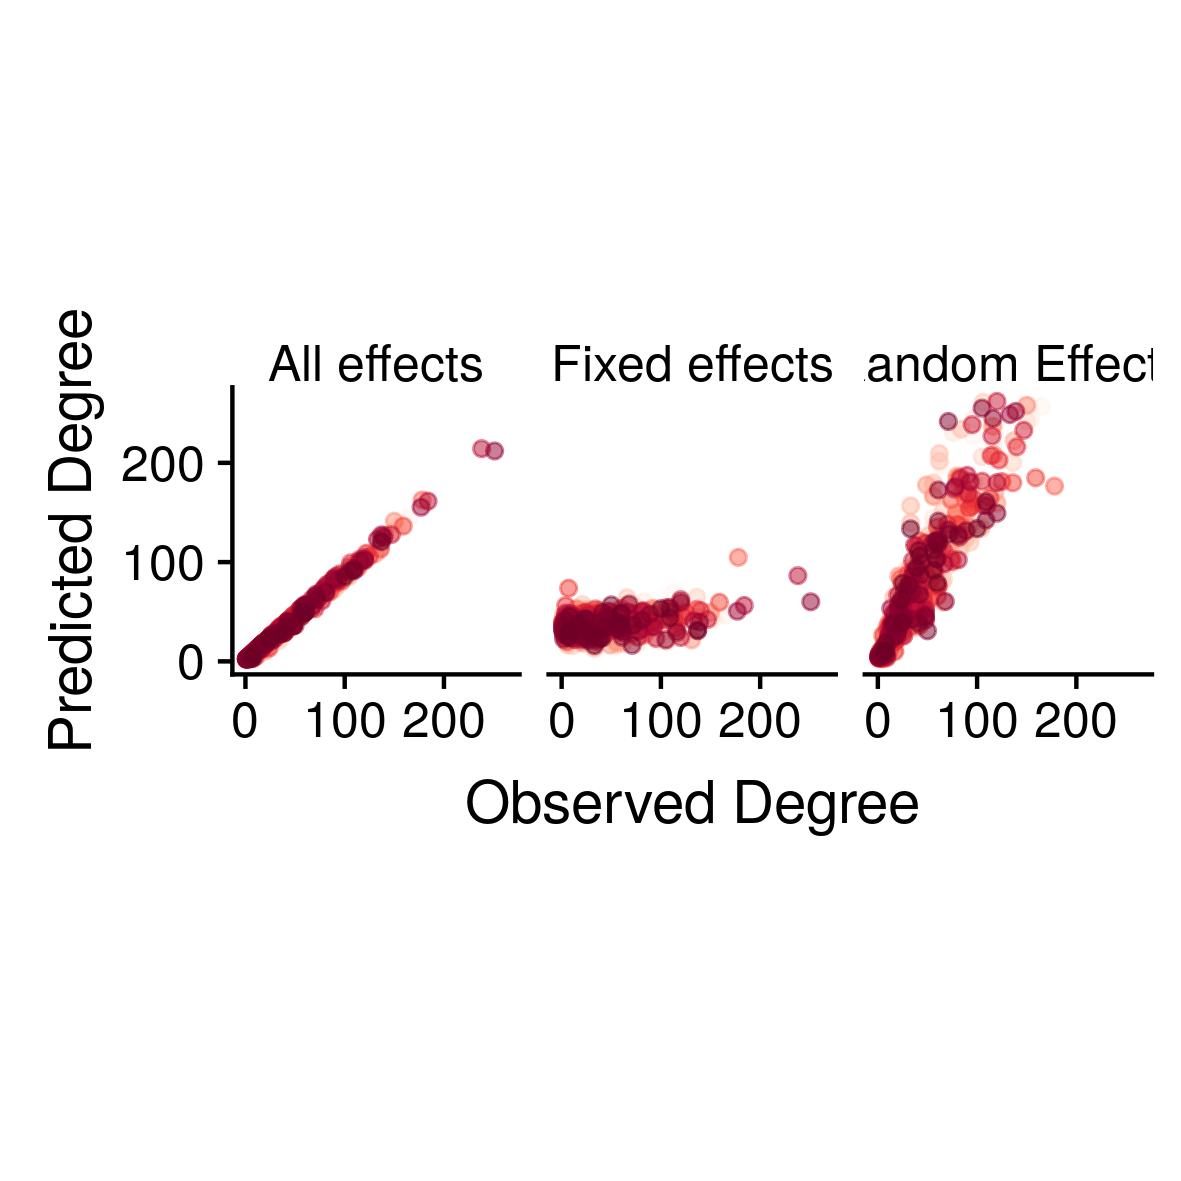 All effects Fixed effects andom Effect
Predicted Degree
200
100
0
0 100 200 0 100 200 0 100 200
Observed Degree